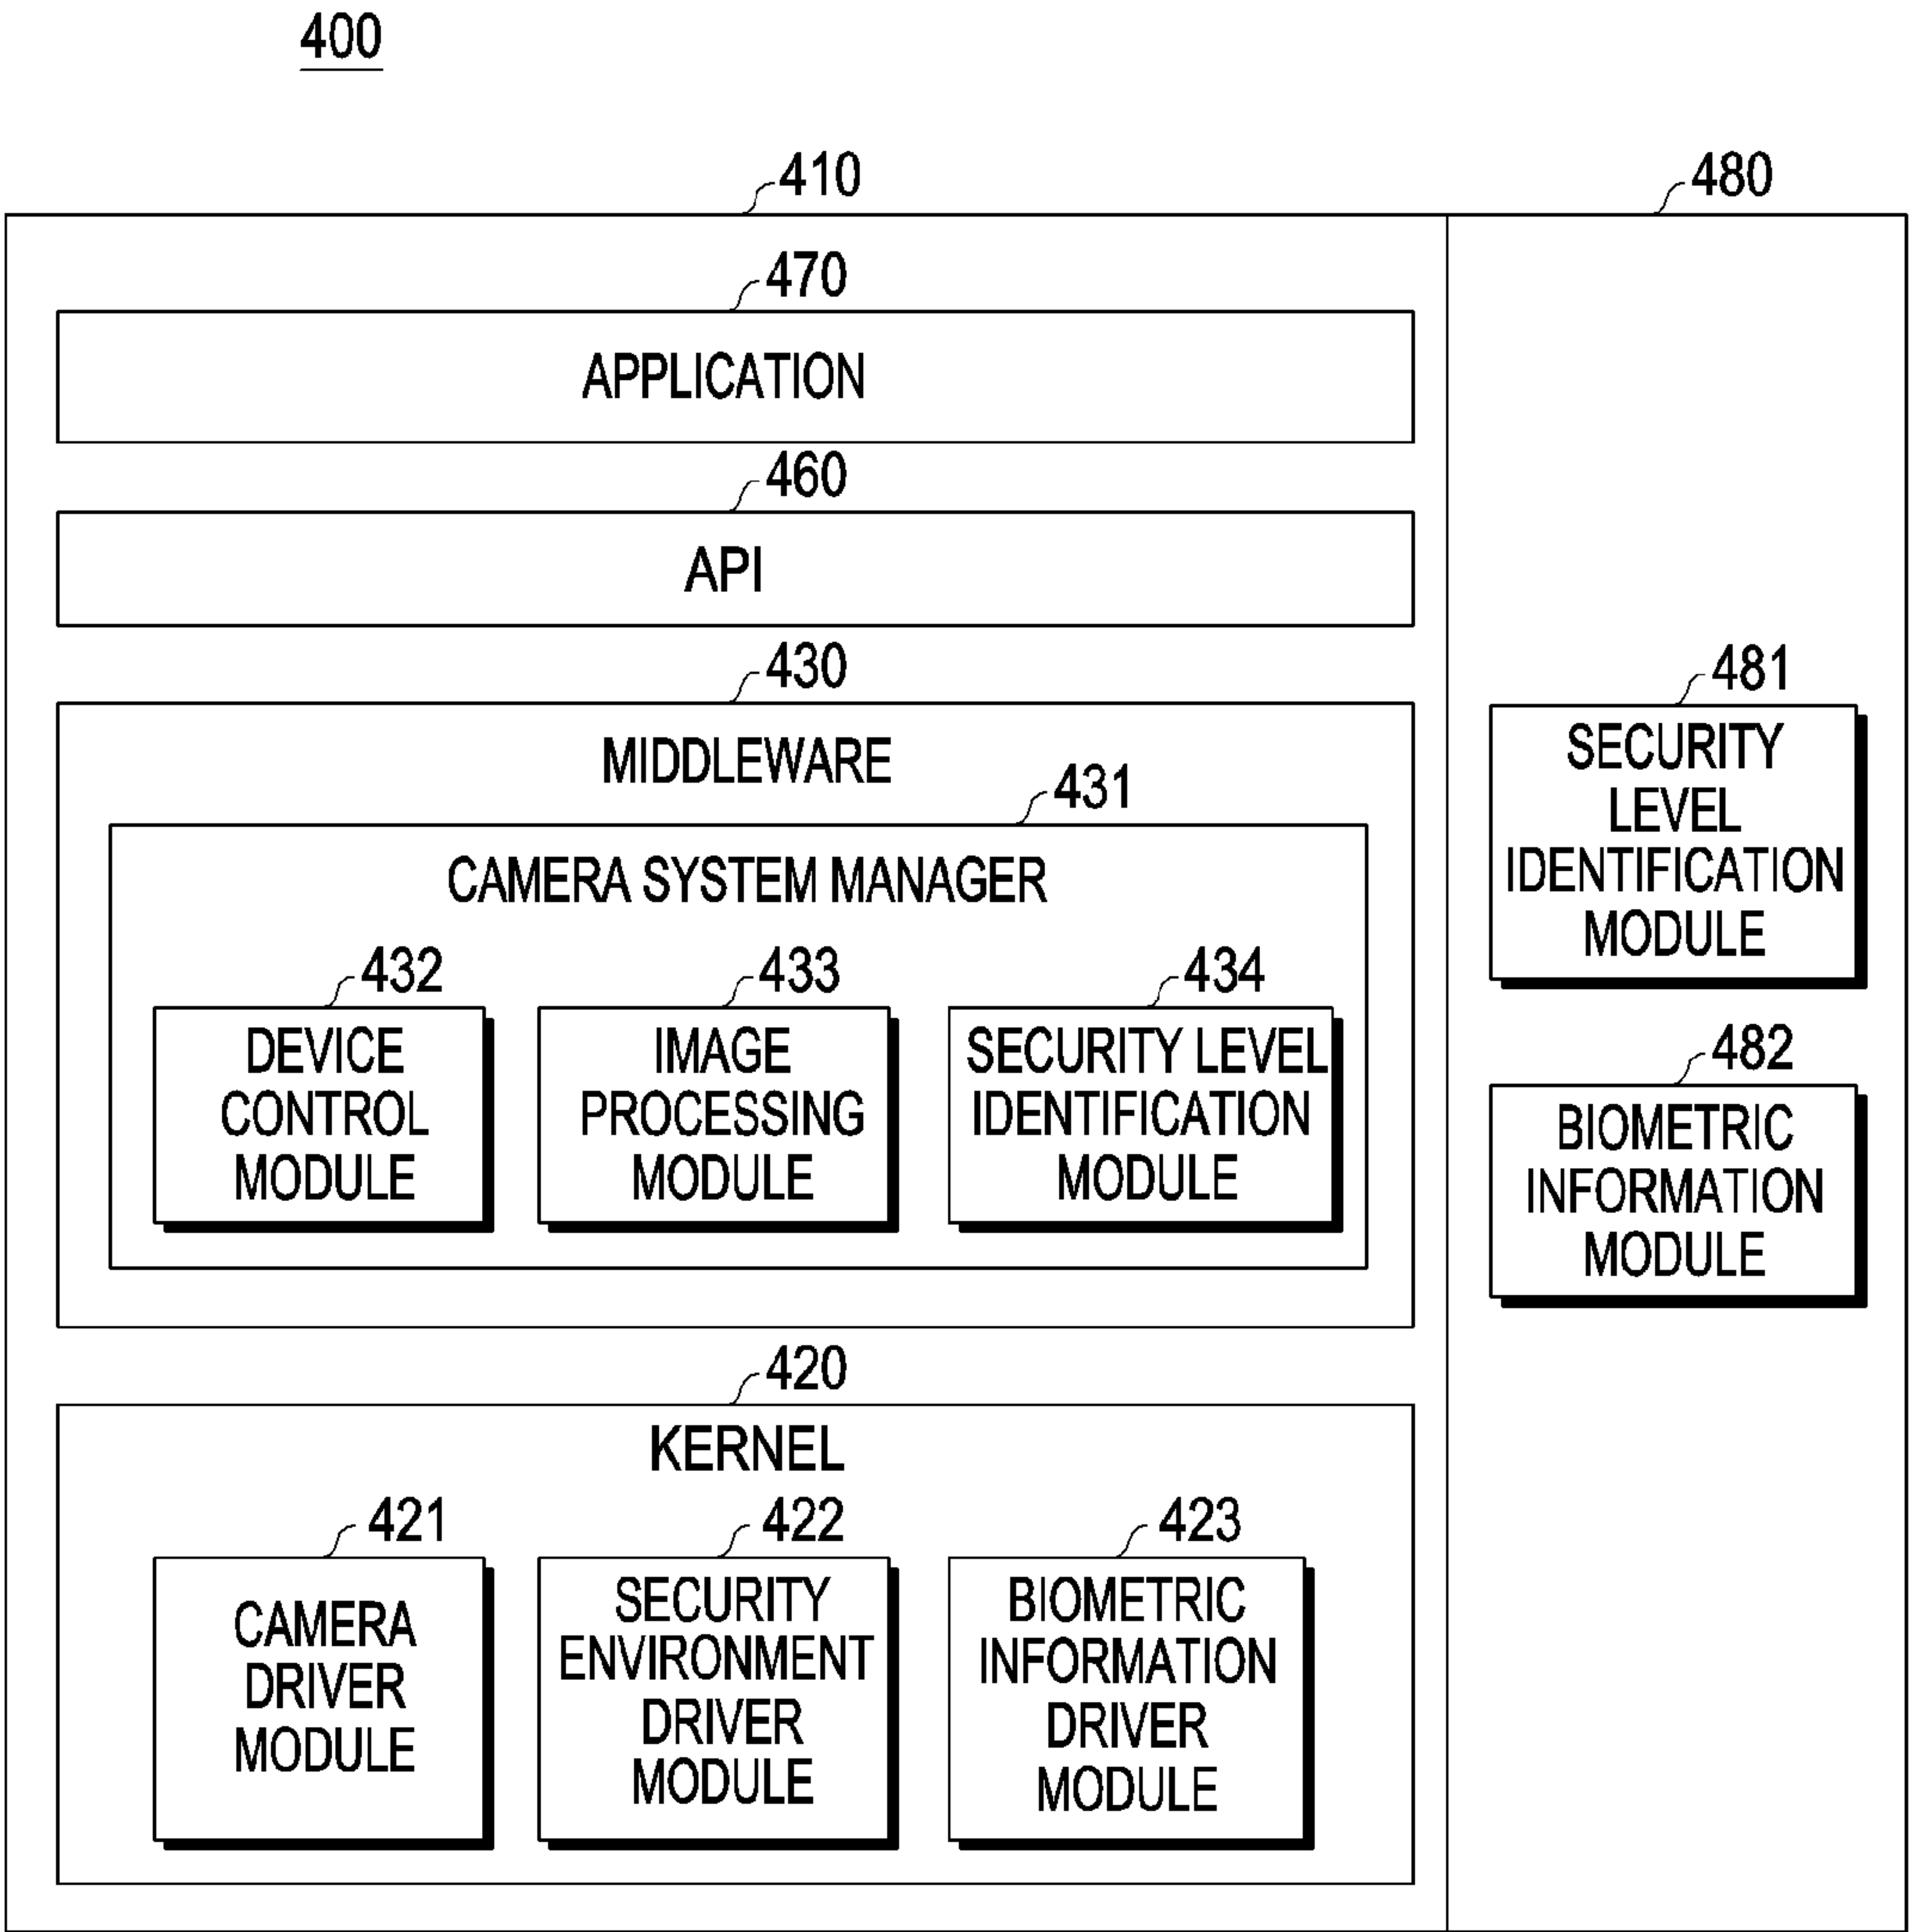 400
410
480
470
APPLICATION
460
API
430
MIDDLEWARE
431
CAMERA SYSTEM MANAGER
432
DEVICE
CONTROL
MODULE
433
IMAGE
PROCESSING
MODULE
434
SECURITY LEVEL
IDENTIFICATION
MODULE
420
KERNEL
421
CAMERA
DRIVER
MODULE
422
SECURITY
ENVIRONMENT
DRIVER
MODULE
423
BIOMETRIC
INFORMATION
DRIVER
MODULE
481
SECURITY
LEVEL
IDENTIFICATION
MODULE
482
BIOMETRIC
INFORMATION
MODULE